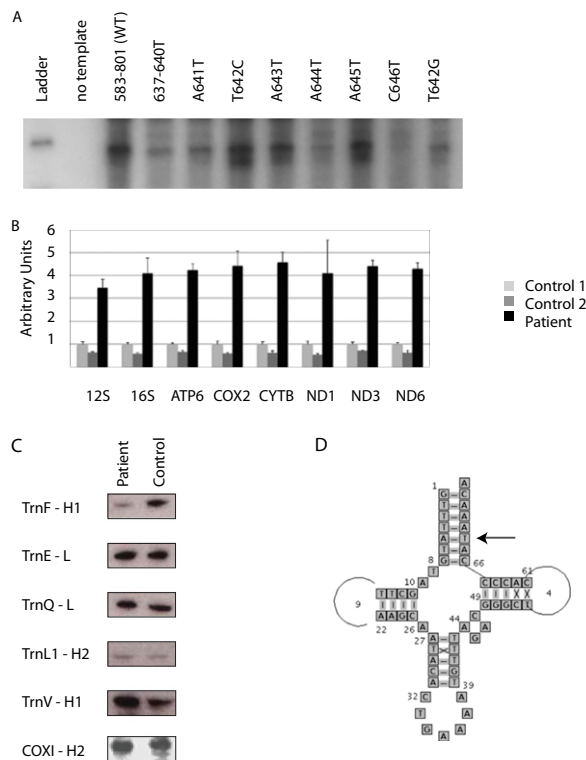 A
Ladder
no template
583-801 (WT)
637-640T
A641T
T642C
A643T
A644T
A645T
C646T
T642G
B
Arbitrary Units
6
5
4
3
2
1
12S 16S ATP6 COX2 CYTB ND1 ND3 ND6
Control 1
Control 2
Patient
C
Patient
Control
TrnF - H1
TrnE - L
TrnQ - L
TrnL1 - H2
TrnV - H1
COXI - H2
D
A
1 C
G A
T A
T A
T A
A T
T A
G C
8 66
T
A
10
61
C C C A C
T T C G
49
G G G C
9
4
G A A C
22 26
44
C
A
G
A
A
27
A T
T T
A T
C G
A T
39
32
C A
T A
G A A